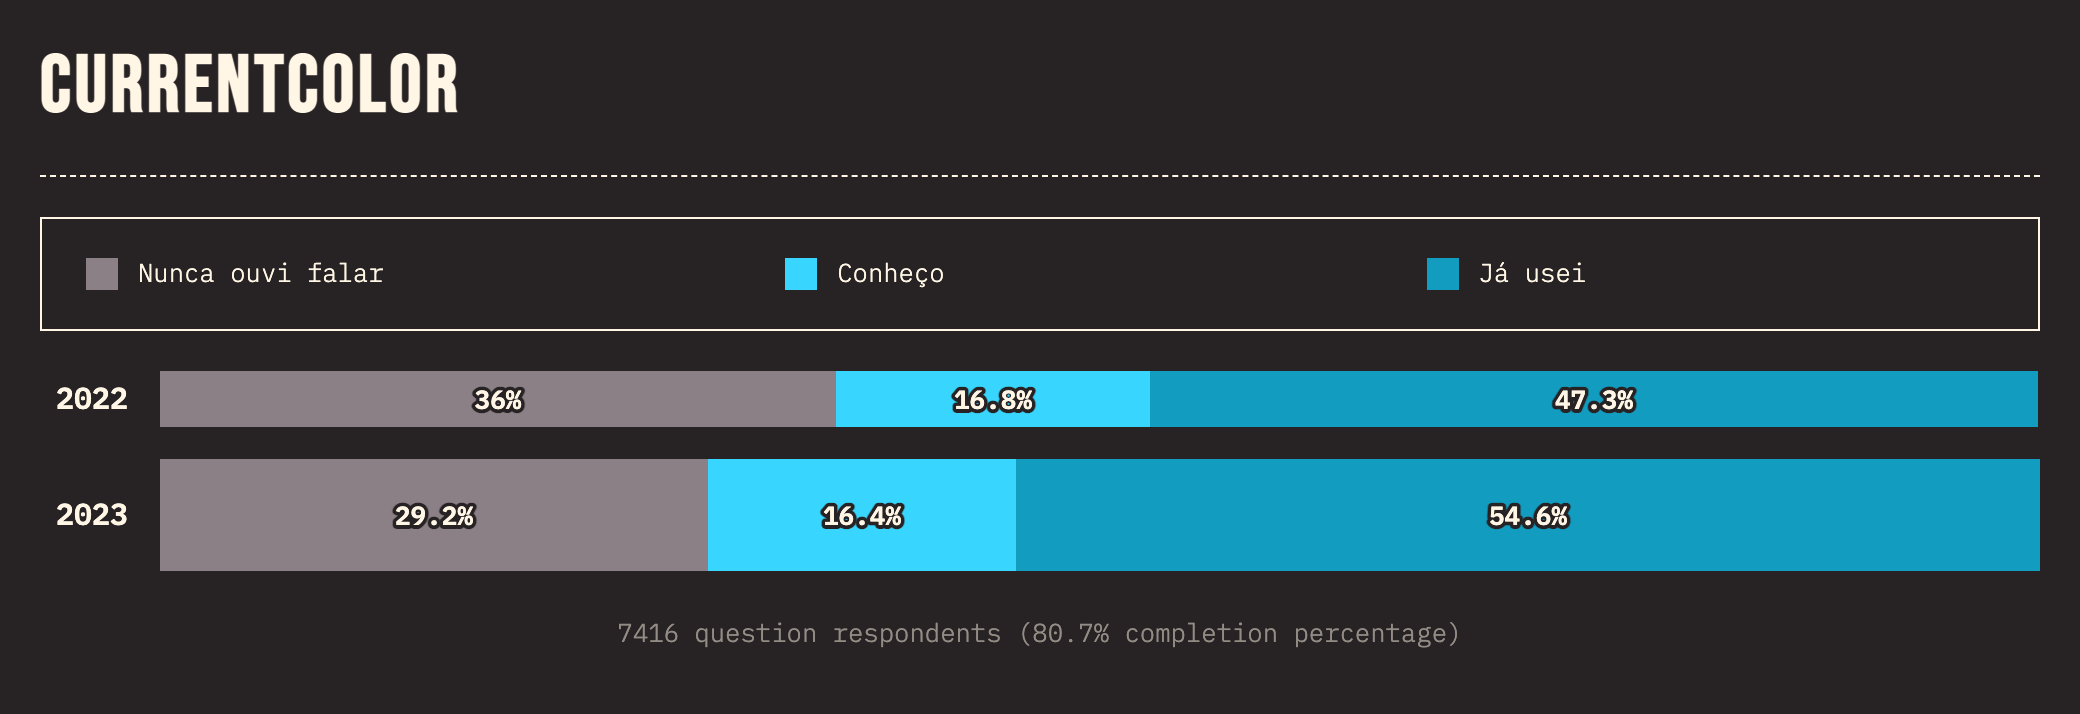 CURRENTCOLOR
Nunca ouvi falar Conheço Já usei
2022 36% 16.8% 47.3%
2023 29.2% 16.4% 54.6%
7416 question respondents (80.7% completion percentage)